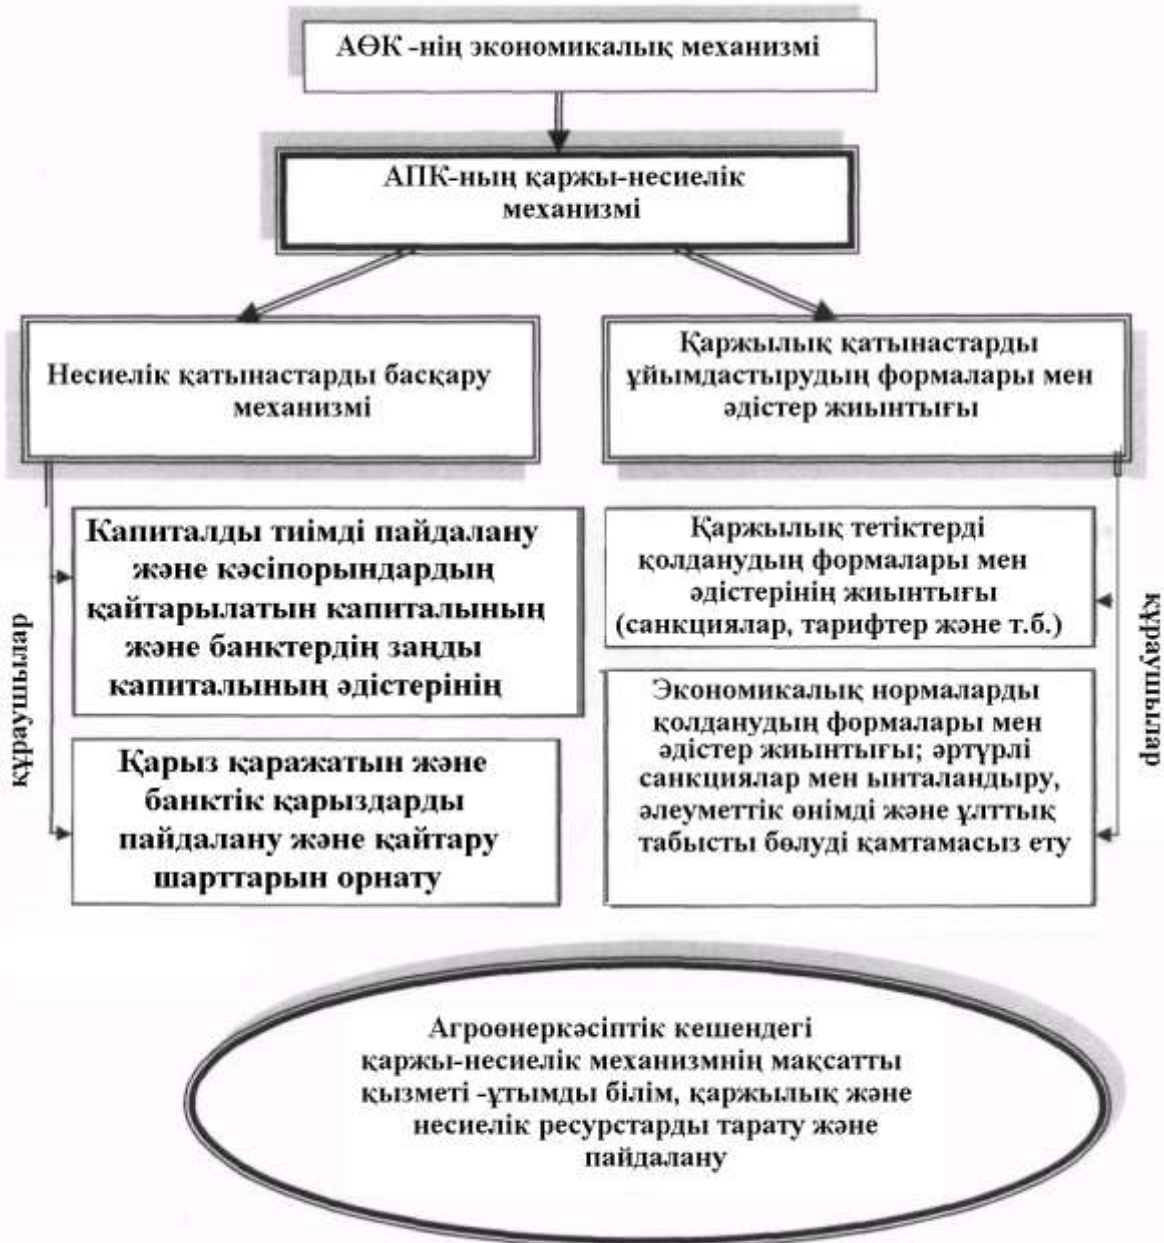 АӨК -нің экономикалық механизмі
АПК-ның қаржы-несиелік
механизмі
Несиелік қатынастарды басқару
механизмі
Қаржылық қатынастарды
ұйымдастырудың формалары мен
әдістер жиынтығы
құраушылар
Капиталды тиімді пайдалану
және кәсіпорындардың
қайтарылатын капиталының
және банктердің заңды
капиталының әдістерінің
Қарыз қаражатын және
банктік қарыздарды
пайдалану және қайтару
шарттарын орнату
Қаржылық тетіктерді
қолданудың формалары мен
әдістерінің жиынтығы
(санкциялар, тарифтер және т.б.)
Экономикалық нормаларды
қолданудың формалары мен
әдістер жиынтығы; әртүрлі
санкциялар мен ынталандыру,
әлеуметтік өнімді және ұлттық
табысты бөлуді қамтамасыз ету
құраушылар
Агроөнеркәсіптік кешендегі
қаржы-несиелік механизмнің мақсатты
қызметі -ұтымды білім, қаржылық және
несиелік ресурстарды тарату және
пайдалану